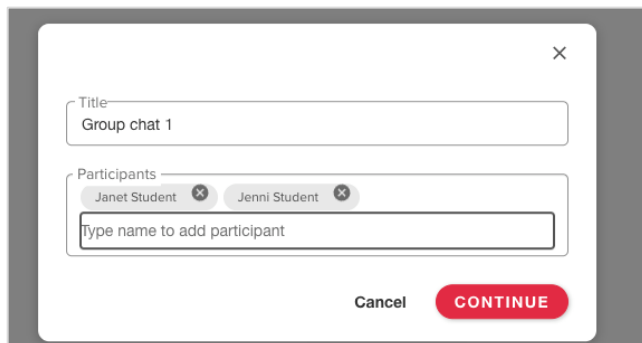 Title
Group chat 1
Participants
Janet Student Jenni Student
Type name to add participant
Cancel CONTINUE